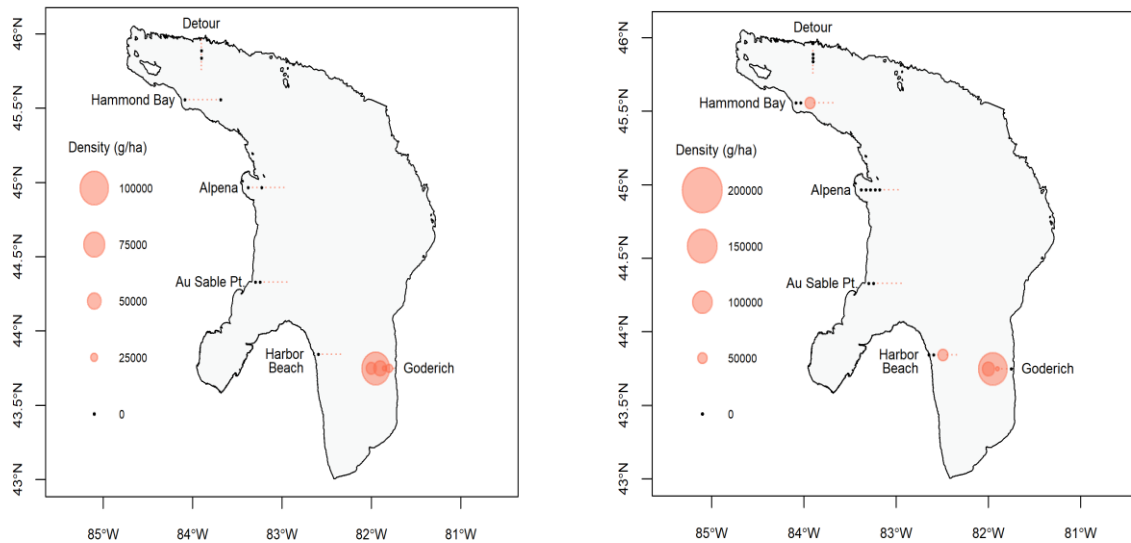 46°N
45.5°N
45°N
44.5°N
44°N
43.5°N
43°N
Detour
Hammond Bay
Density (g/ha)
100000
75000
50000
25000
0
Alpena
Au Sable Pt.
Harbor
Beach
Goderich
85°W
84°W
83°W
82°W
81°W
46°N
45.5°N
45°N
44.5°N
44°N
43.5°N
43°N
Detour
Hammond Bay
Density (g/ha)
200000
150000
100000
50000
0
Alpena
Au Sable Pt.
Harbor
Beach
Goderich
85°W
84°W
83°W
82°W
81°W